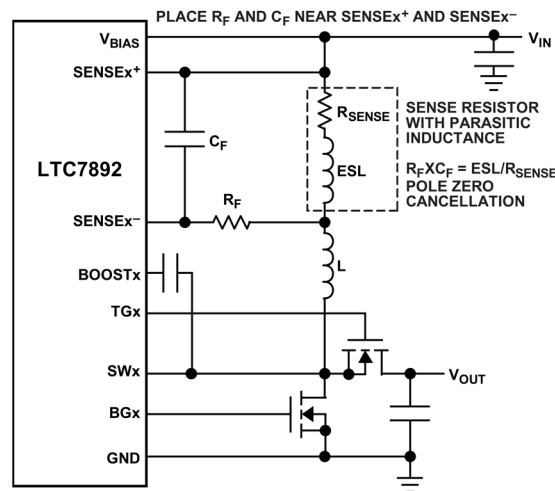 PLACE RF AND CF NEAR SENSEx+ AND SENSEx–
VBIAS
VIN
SENSEx+
RSENSE
SENSE RESISTOR
WITH PARASITIC
INDUCTANCE
CF
LTC7892
ESL
RFXCF = ESL/RSENSE
POLE ZERO
CANCELLATION
RF
SENSEx–
L
BOOSTx
TGx
SWx
VOUT
BGx
GND